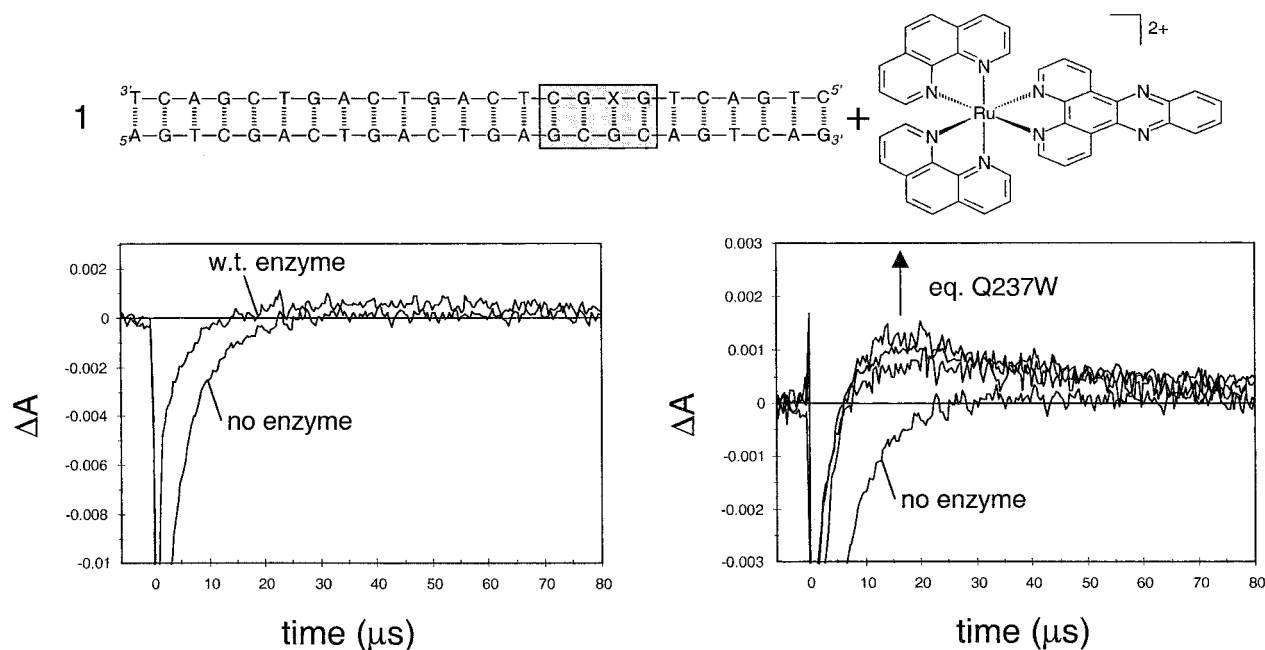 2+
1
3'T-C-A-G-C-T-G-A-C-T-G-A-C-T-C-G-X-G-T-C-A-G-T-C5'
5'A-G-T-C-G-A-C-T-G-A-C-T-G-A-G-C-G-C-A-G-T-C-A-G3'
+
N
N
N
N
N
N
N
N
Ru
ΔA
0.002
0
-0.002
-0.004
-0.006
-0.008
-0.01
w.t. enzyme
no enzyme
0 10 20 30 40 50 60 70 80
time (µs)
ΔA
0.003
0.002
0.001
0
-0.001
-0.002
-0.003
eq. Q237W
no enzyme
0 10 20 30 40 50 60 70 80
time (µs)